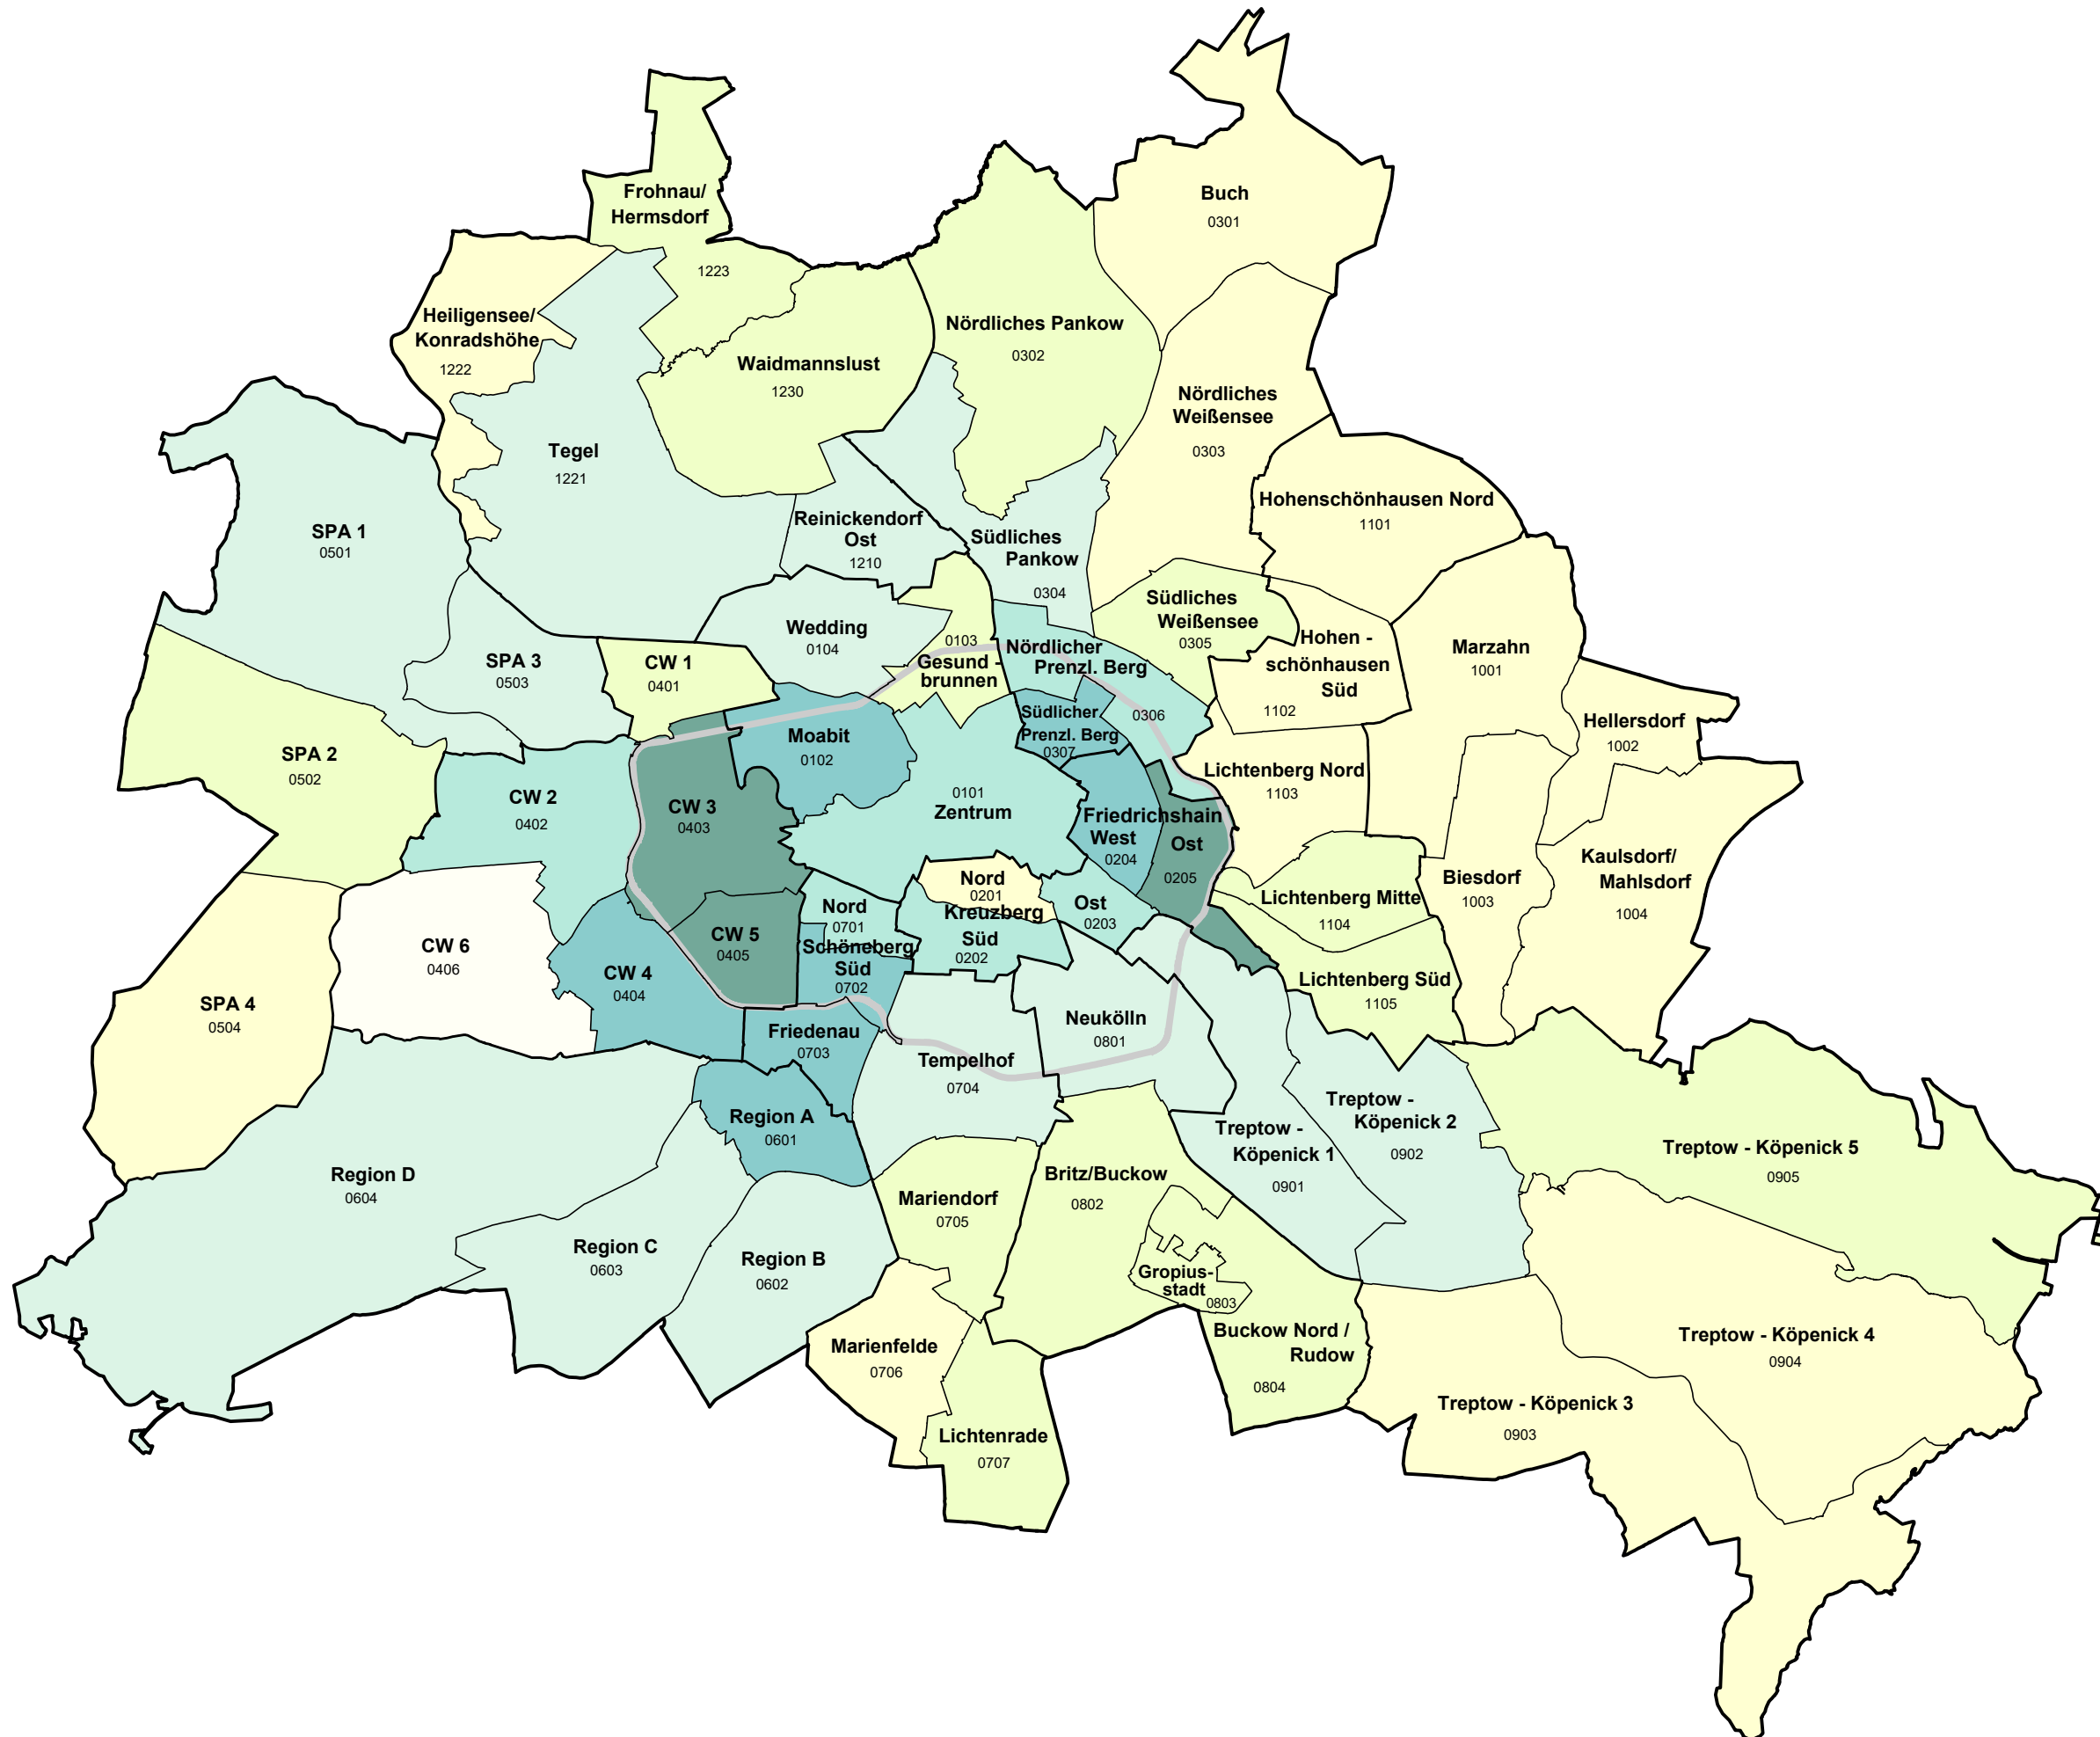 Buch
0301
Frohnau/
Hermsdorf
1223
Heiligensee/
Konradshöhe
1222
Nördliches Pankow
0302
Waidmannslust
1230
Nördliches
Weißensee
0303
Tegel
1221
Hohenschönhausen Nord
1101
SPA 1
0501
Reinickendorf
Ost
1210
Südliches
Pankow
0304
Südliches
Weißensee
0305
Wedding
0104
0103
Gesund -
brunnen
Nördlicher
Prenzl. Berg
0306
Hohen -
schönhausen
Süd
1102
Marzahn
1001
SPA 3
0503
CW 1
0401
Hellersdorf
1002
Südlicher
Prenzl. Berg
0307
Moabit
0102
SPA 2
0502
Lichtenberg Nord
1103
CW 2
0402
CW 3
0403
0101
Zentrum
Friedrichshain
West
0204
Ost
0205
Kaulsdorf/
Mahlsdorf
1004
Biesdorf
1003
Lichtenberg Mitte
1104
Nord
0201
Kreuzberg
Süd
0202
Ost
0203
Nord
0701
Schöneberg
Süd
0702
CW 5
0405
CW 6
0406
CW 4
0404
Lichtenberg Süd
1105
SPA 4
0504
Neukölln
0801
Friedenau
0703
Tempelhof
0704
Region A
0601
Treptow -
Köpenick 2
0902
Treptow -
Köpenick 1
0901
Treptow - Köpenick 5
0905
Region D
0604
Britz/Buckow
0802
Mariendorf
0705
Region C
0603
Region B
0602
Gropius-
stadt
0803
Buckow Nord /
Rudow
0804
Treptow - Köpenick 4
0904
Marienfelde
0706
Treptow - Köpenick 3
0903
Lichtenrade
0707